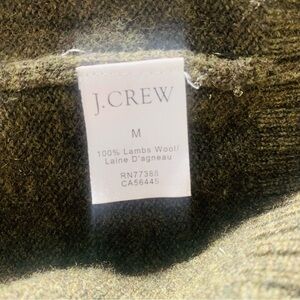 J.CREW
M
100% Lambs Wool/
Laine D'agneau
RN77388
CA56445